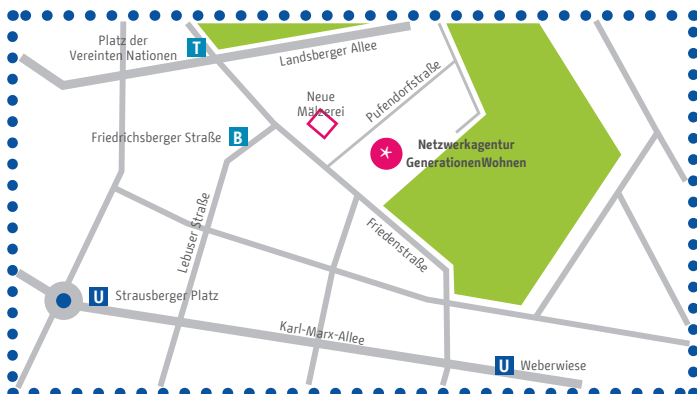 Platz der
Vereinten Nationen
T
Landsberger Allee
Neue
Mälzerei
Pufendorfstraße
Friedrichsberger Straße
B
Netzwerkagentur
GenerationenWohnen
Lebuser Straße
Friedenstraße
U
Strausberger Platz
Karl-Marx-Allee
U
Weberwiese